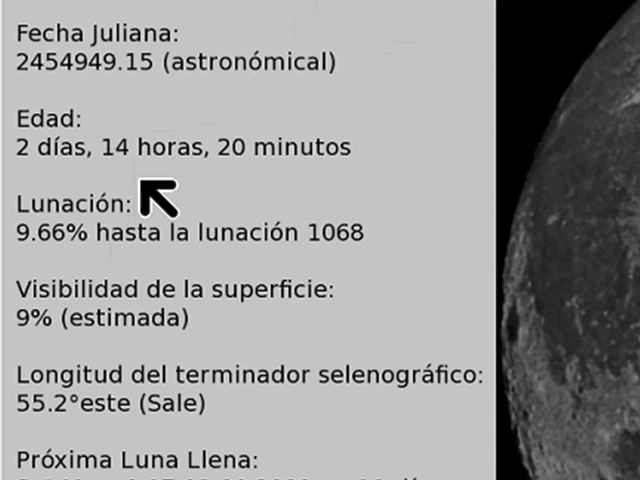 Fecha Juliana:
2454949.15 (astronómical)
Edad:
2 días, 14 horas, 20 minutos
Lunación:
9.66% hasta la lunación 1068
Visibilidad de la superficie:
9% (estimada)
Longitud del terminador selenográfico:
55.2°este (Sale)
Próxima Luna Llena: